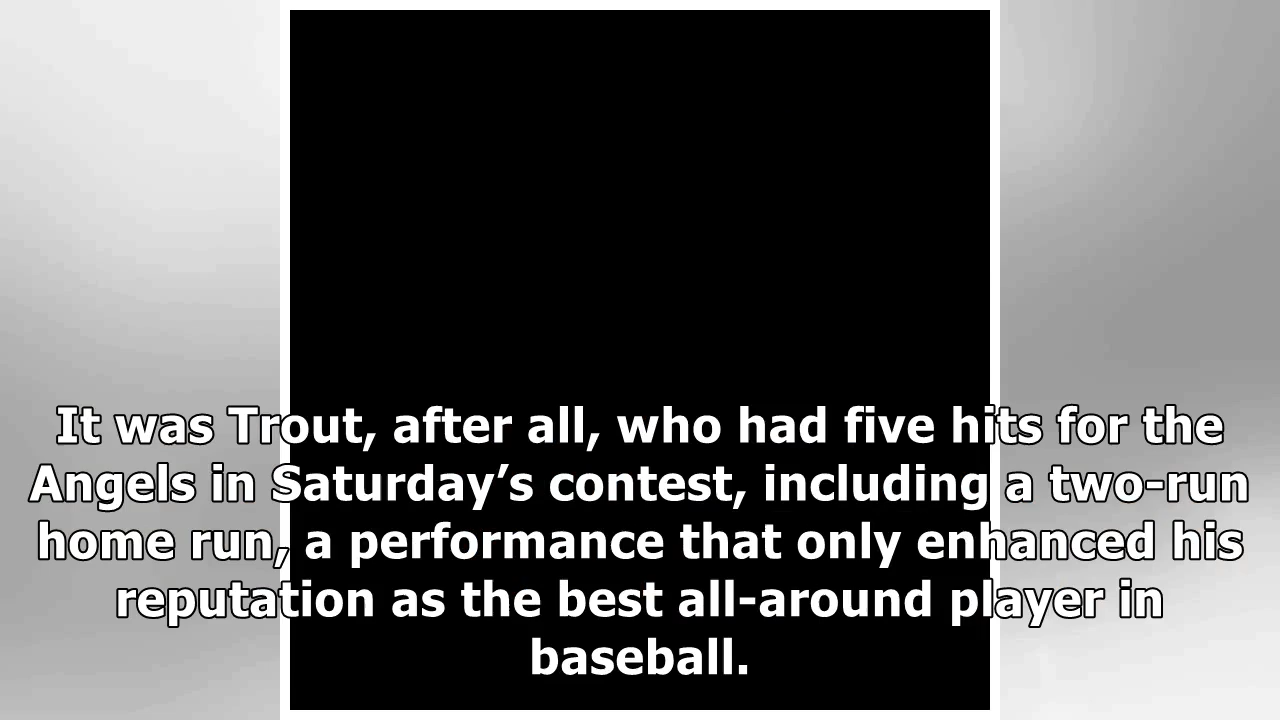 It was Trout, after all, who had five hits for the
Angels in Saturday’s contest, including a two-run
home run, a performance that only enhanced his
reputation as the best all-around player in
baseball.